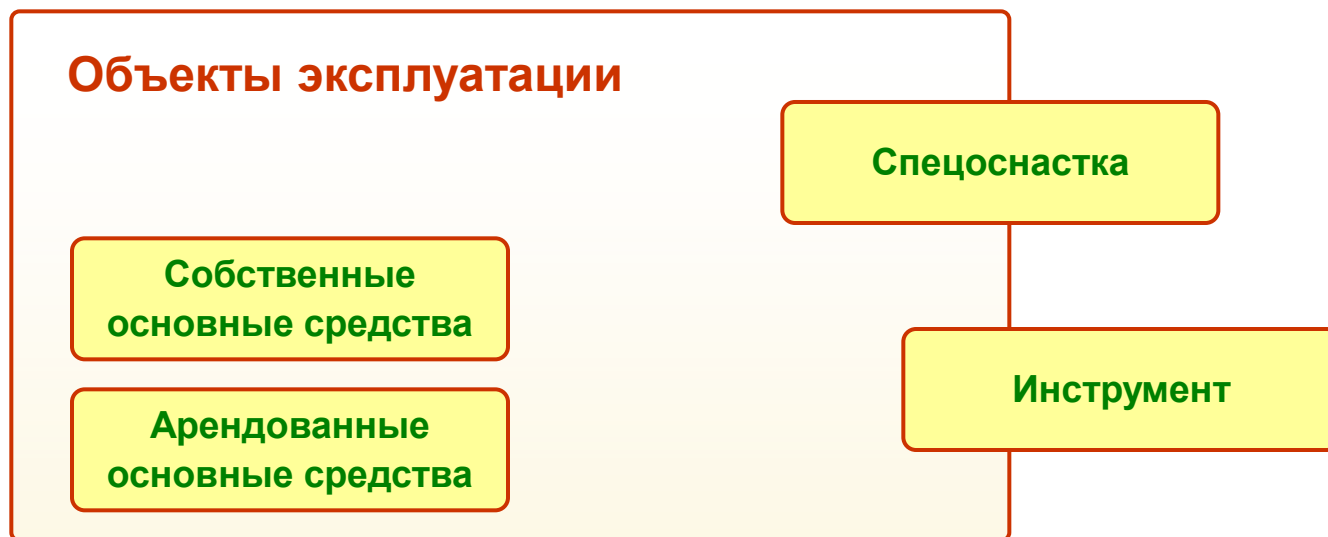 Объекты эксплуатации
Спецоснастка
Собственные
основные средства
Инструмент
Арендованные
основные средства